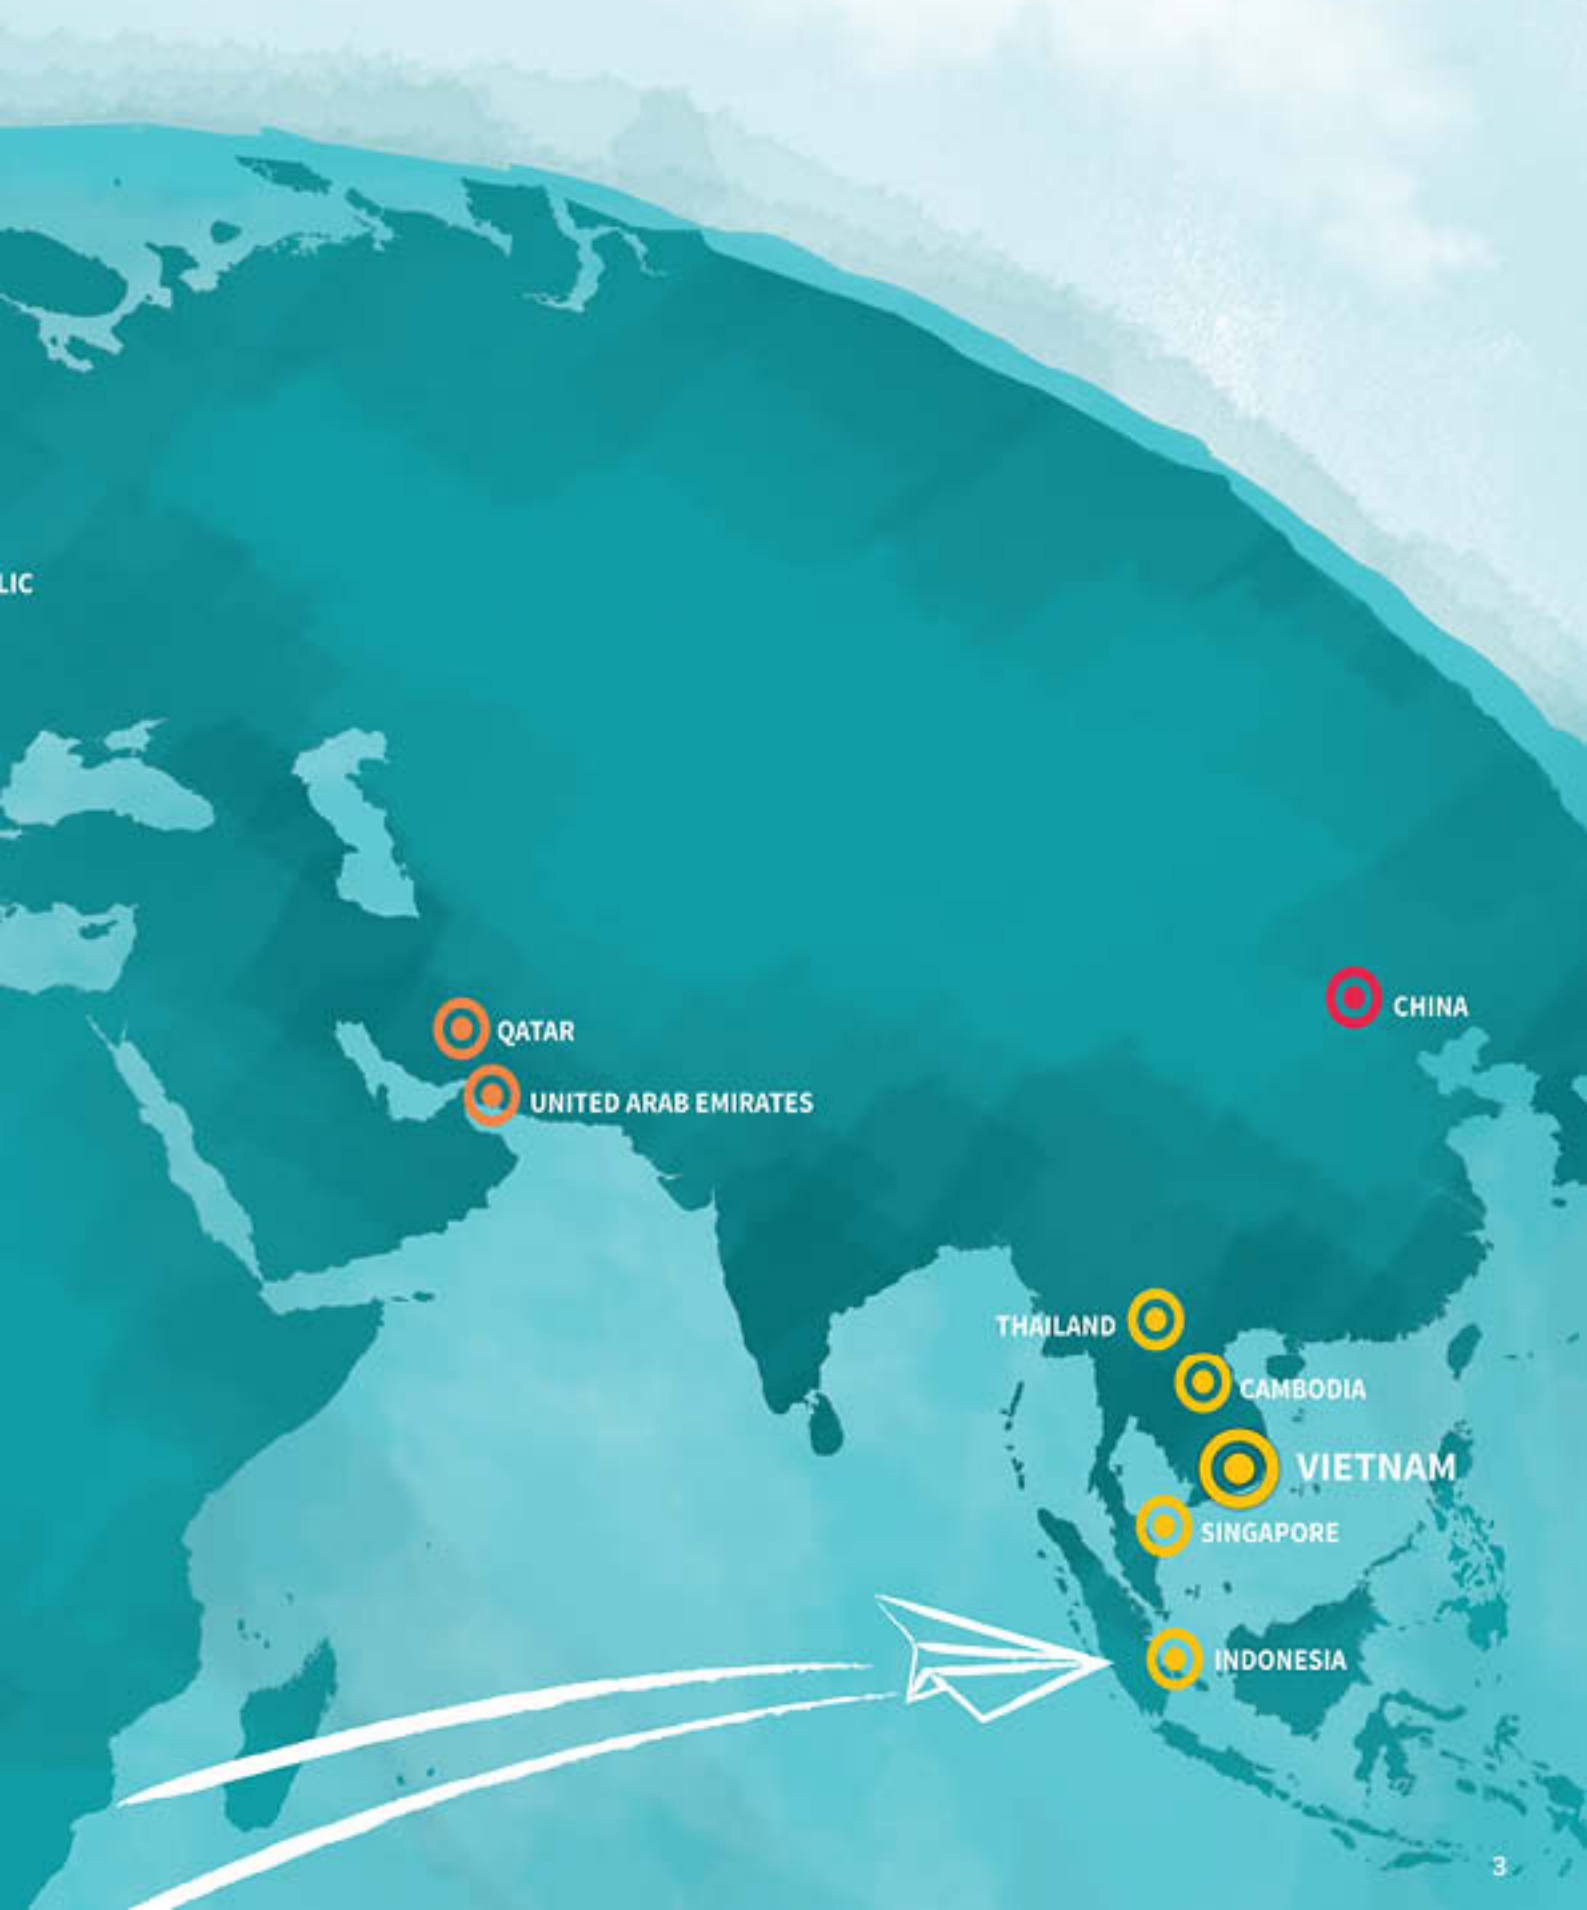 LIC
CHINA
QATAR
UNITED ARAB EMIRATES
THAILAND
CAMBODIA
VIETNAM
SINGAPORE
INDONESIA
3